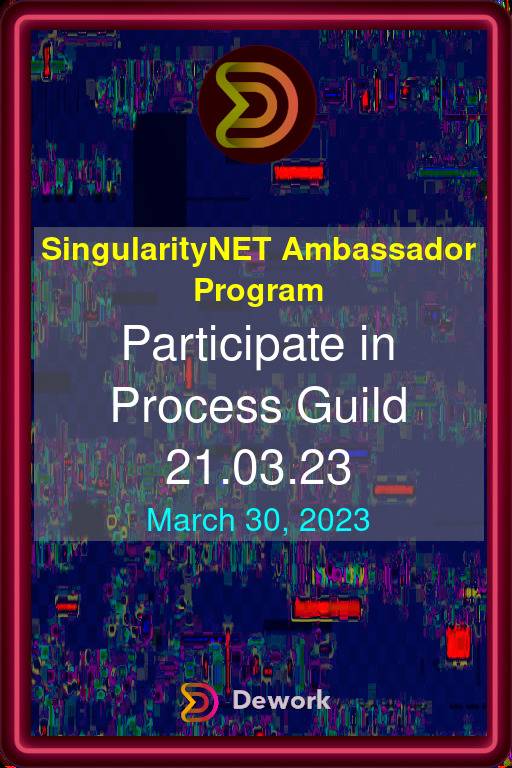 SingularityNET Ambassador
Program
Participate in
Process Guild
21.03.23
March 30, 2023
Dework